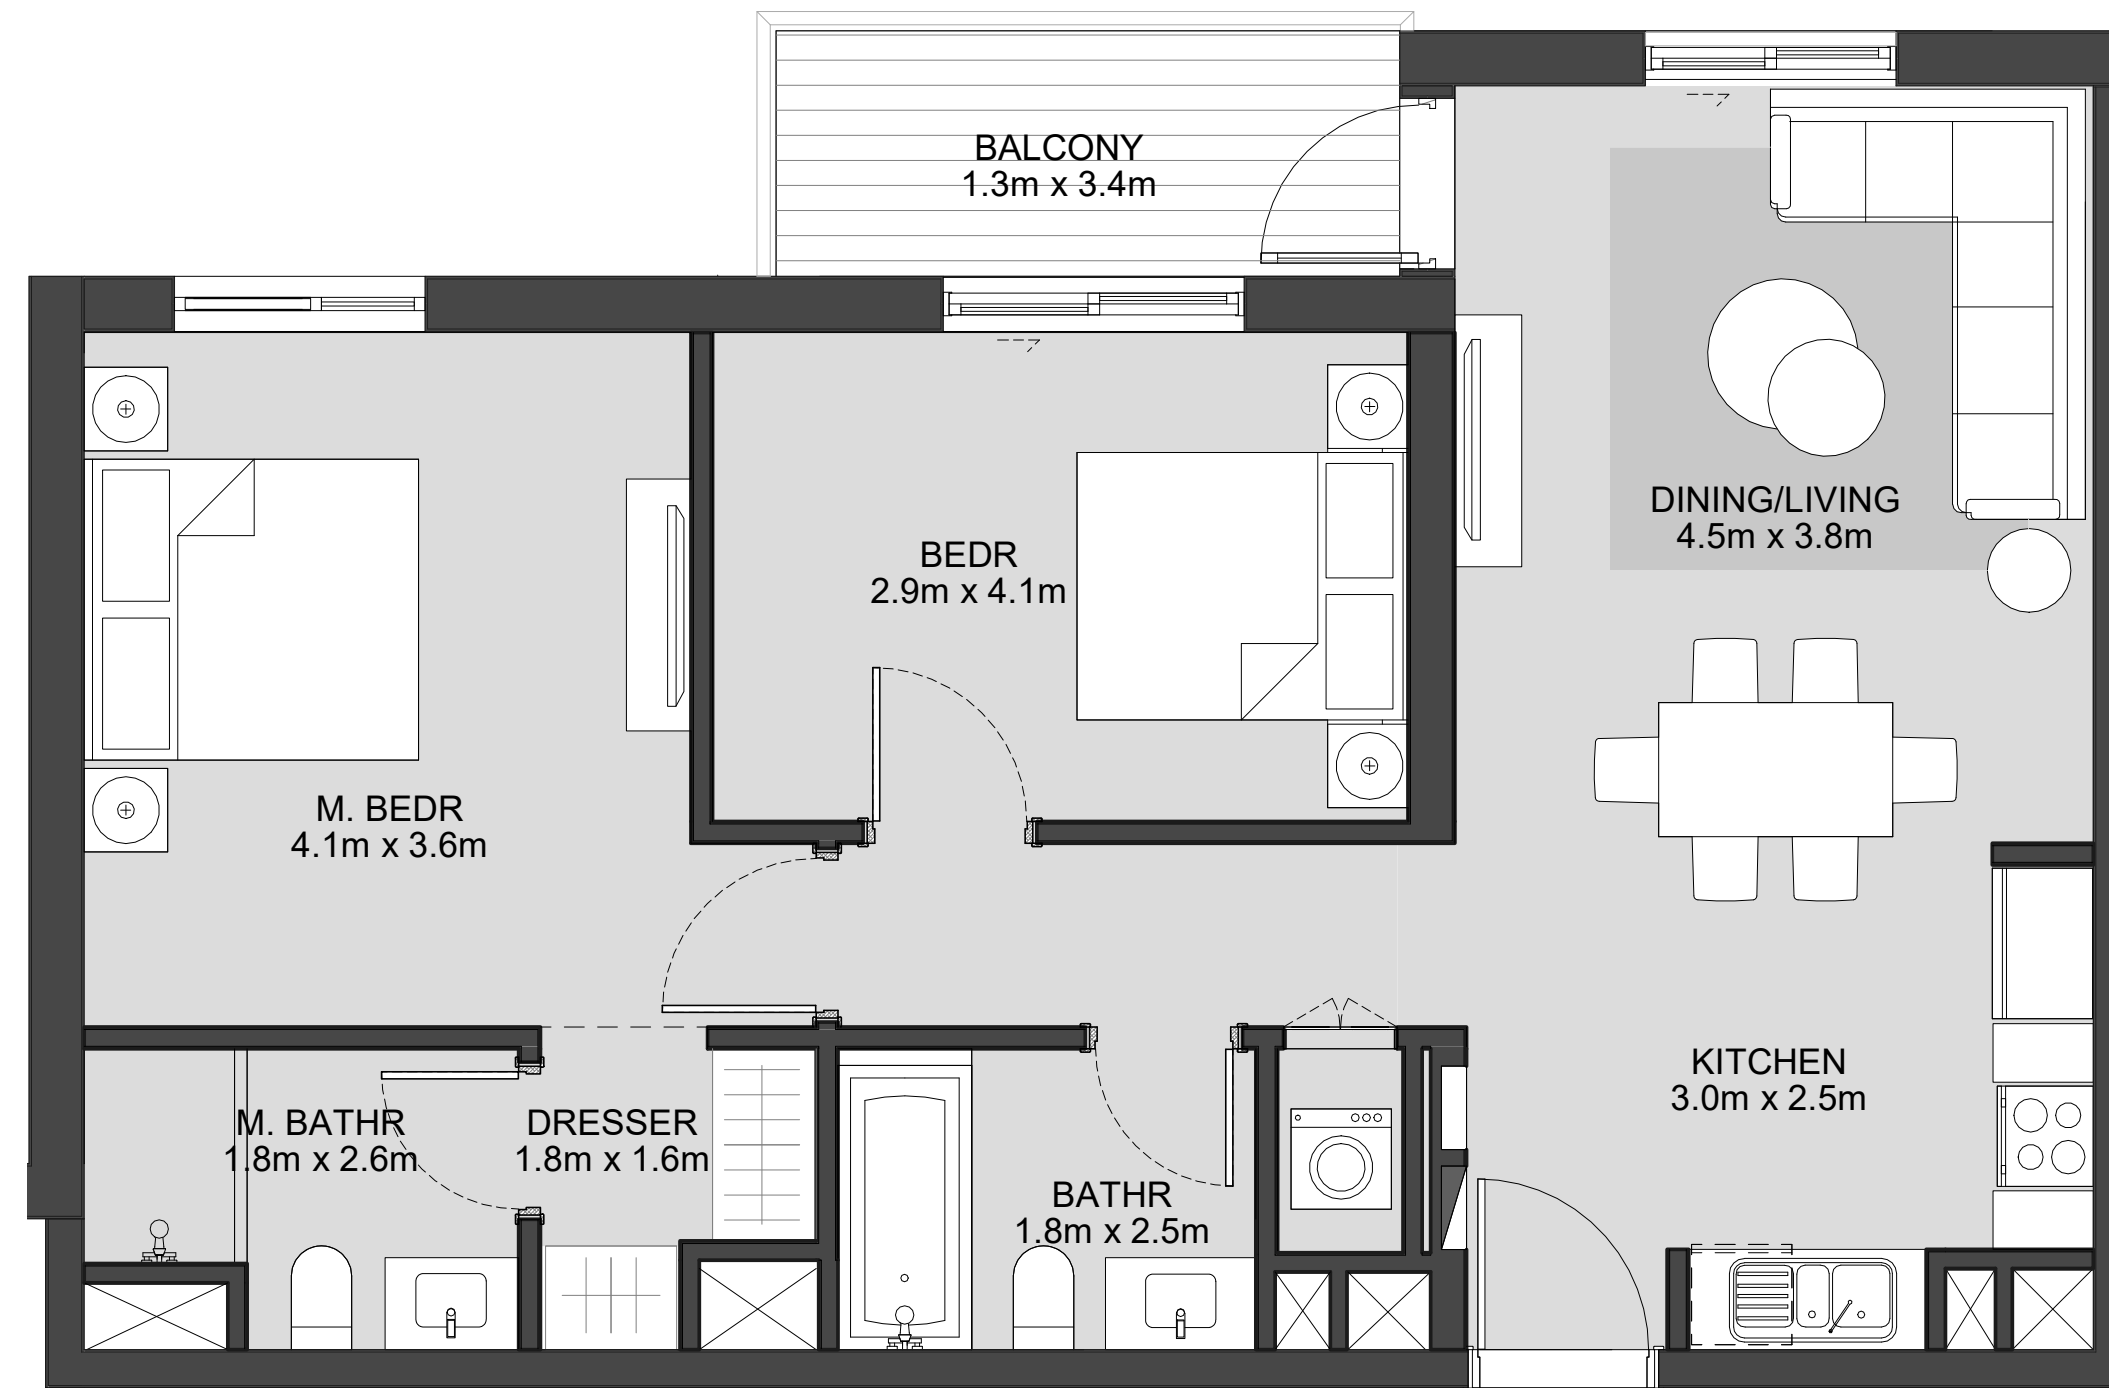 BALCONY
1.3m x 3.4m
DINING/LIVING
4.5m x 3.8m
BEDR
2.9m x 4.1m
M. BEDR
4.1m x 3.6m
KITCHEN
3.0m x 2.5m
M. BATHR
1.8m x 2.6m
DRESSER
1.8m x 1.6m
BATHR
1.8m x 2.5m